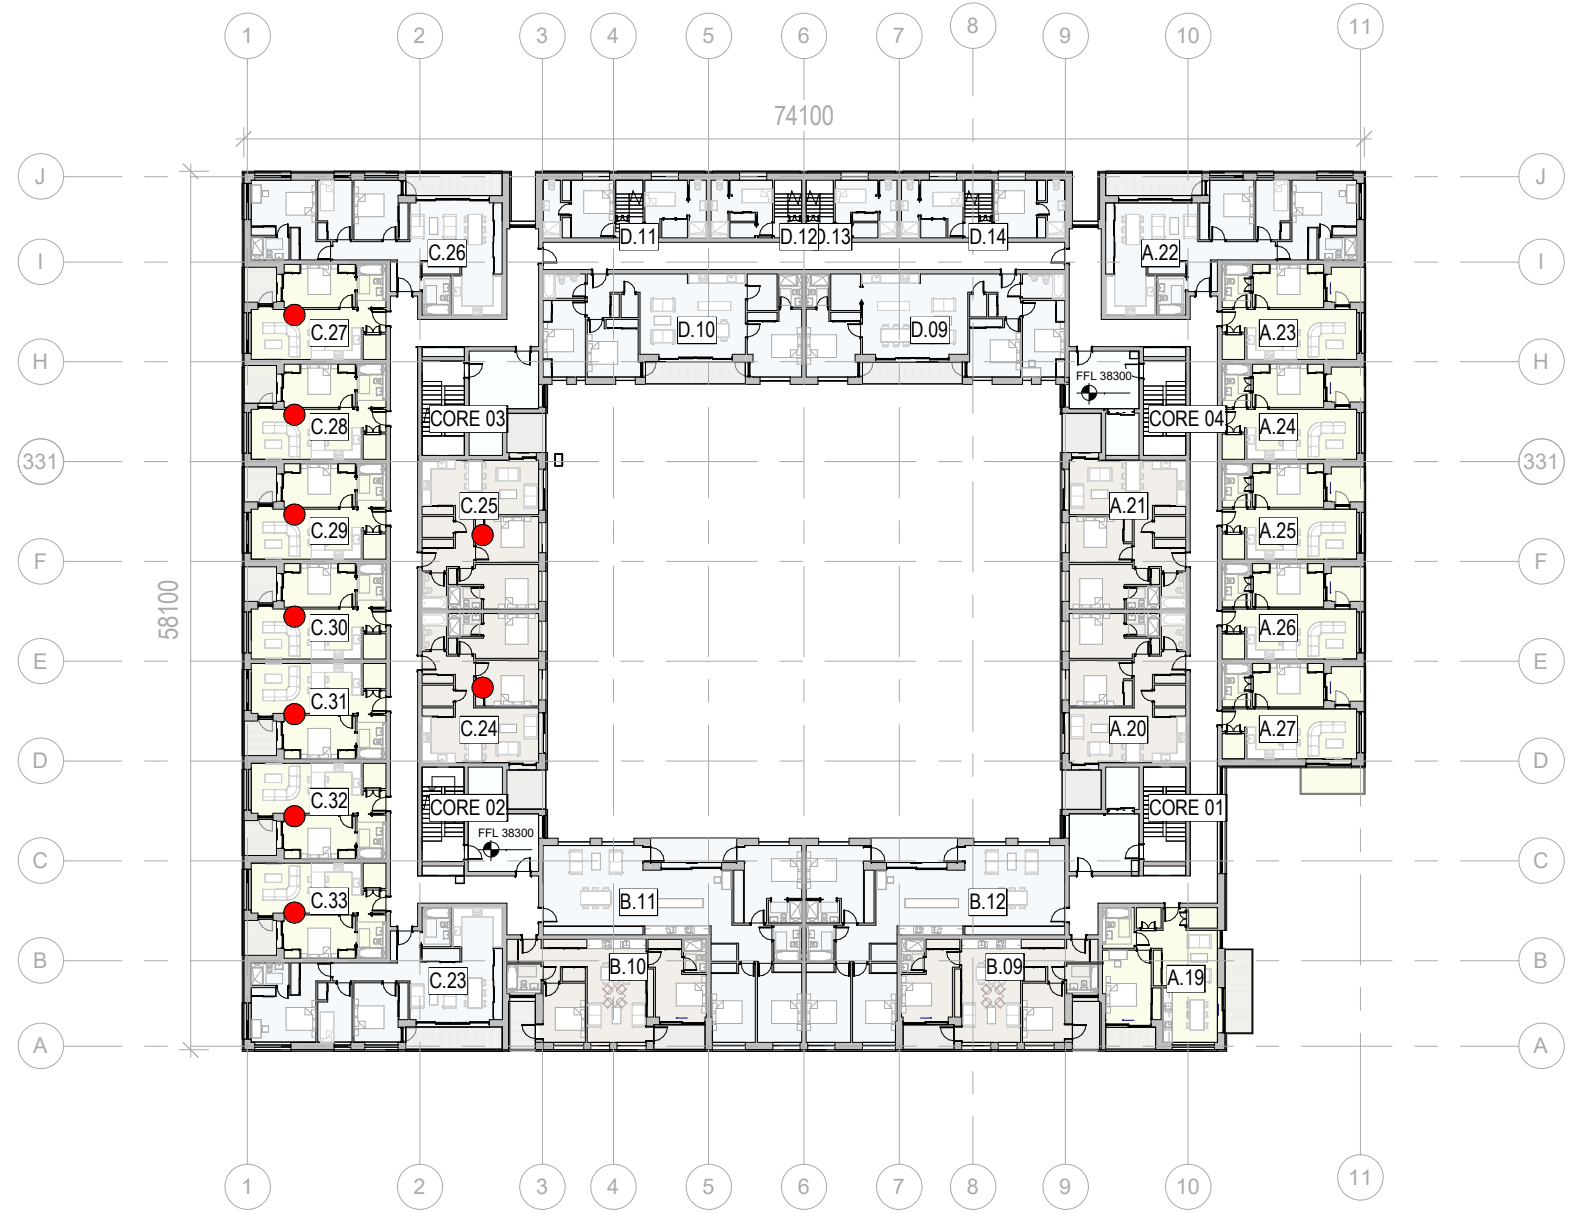 1 2 3 4 5 6 7 8 9 10 11
74100
J J
D.11 D.12 D.13 D.14
C.26 A.22
I I
C.27 D.10 D.09 A.23
H H
FFL 38300
C.28 CORE 03 CORE 04 A.24
331 331
C.29 C.25 A.21 A.25
F F
58100
C.30 A.26
E E
C.31 C.24 A.20 A.27
D D
C.32 CORE 02 CORE 01
FFL 38300
C C
C.33 B.11 B.12
B B
C.23 B.10 B.09 A.19
A A
1 2 3 4 5 6 7 8 9 10 11